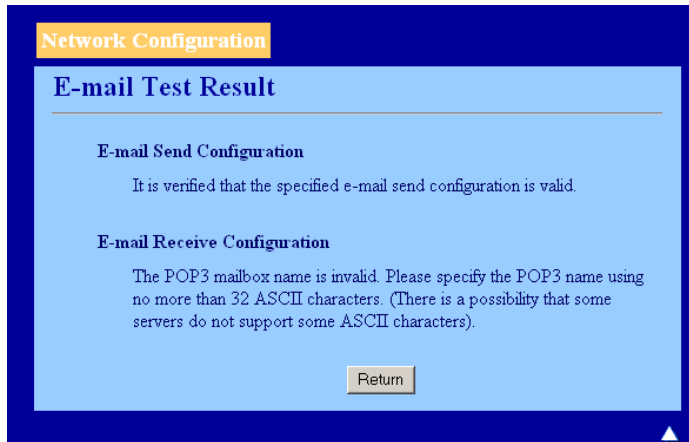 Network Configuration
E-mail Test Result
E-mail Send Configuration
It is verified that the specified e-mail send configuration is valid.
E-mail Receive Configuration
The POP3 mailbox name is invalid. Please specify the POP3 name using
no more than 32 ASCII characters. (There is a possibility that some
servers do not support some ASCII characters).
Return